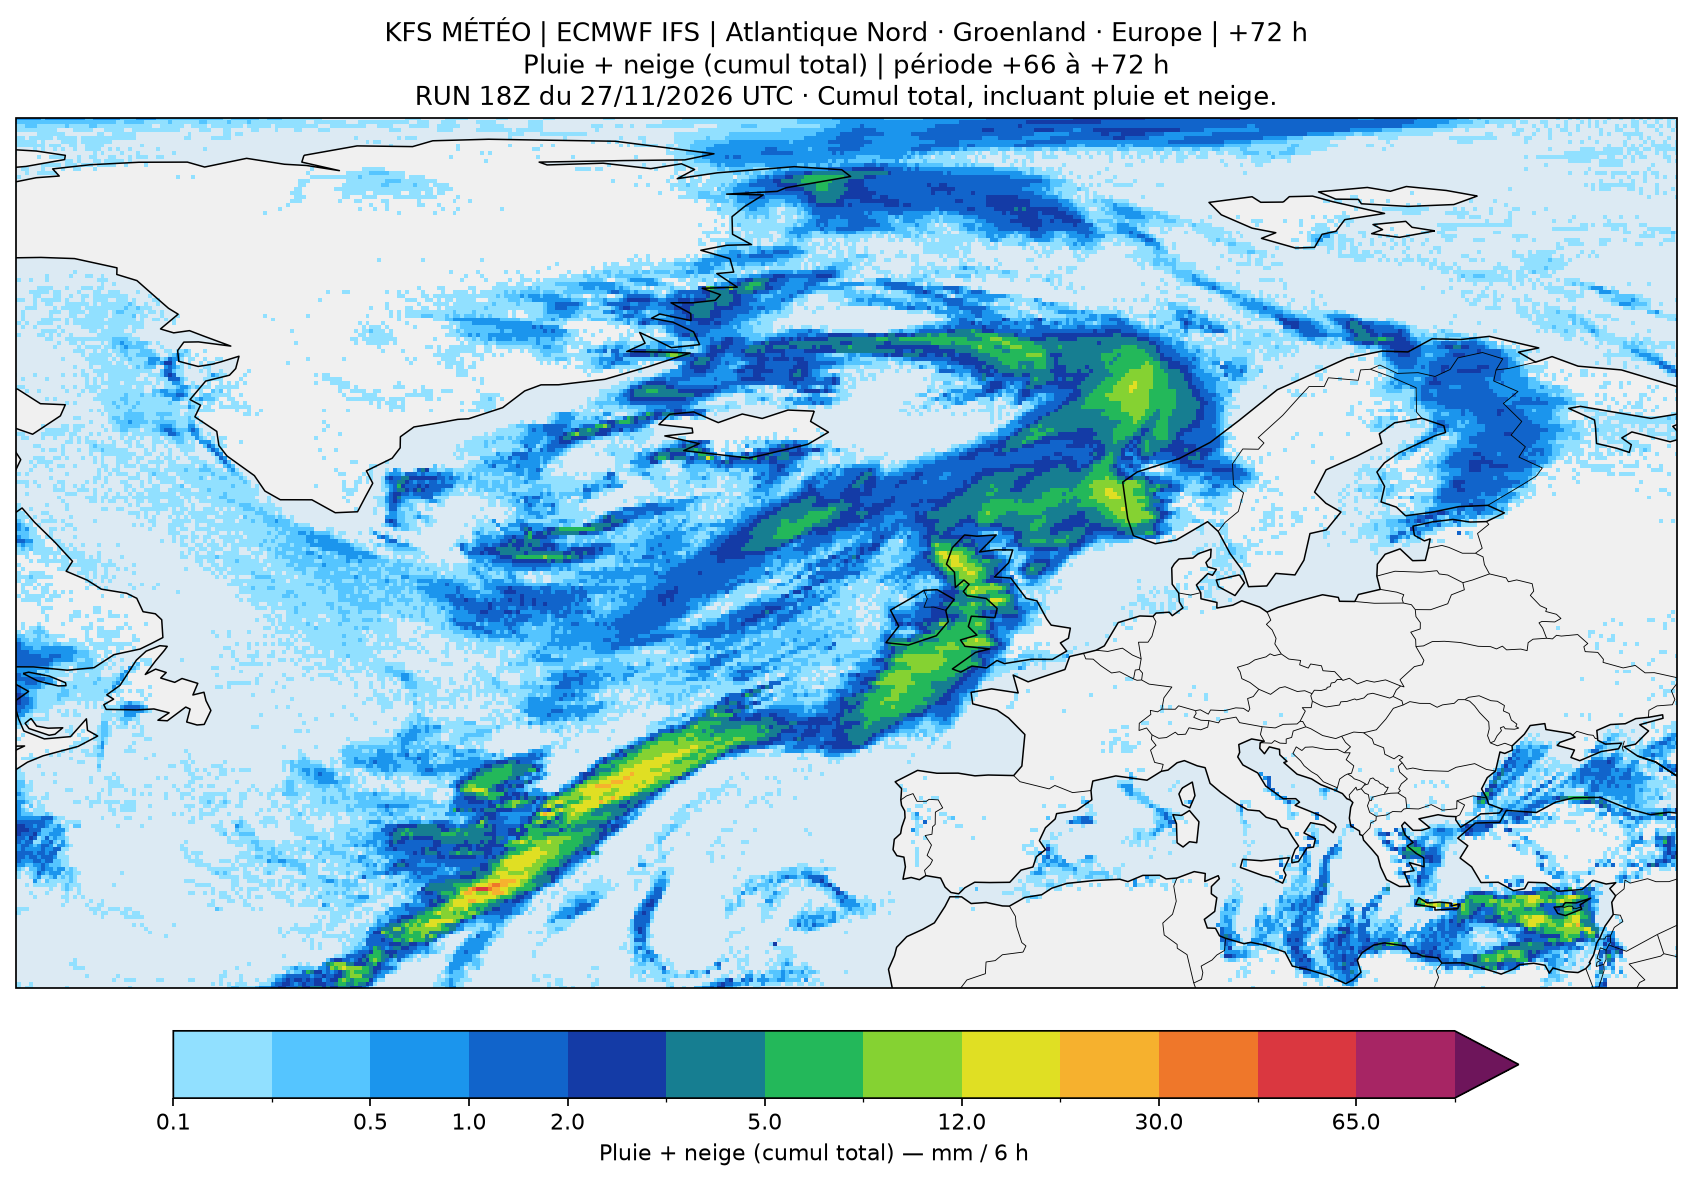 KFS MÉTÉO | ECMWF IFS | Atlantique Nord · Groenland · Europe | +72 h
Pluie + neige (cumul total) | période +66 à +72 h
RUN 18Z du 27/11/2026 UTC · Cumul total, incluant pluie et neige.
0.1 0.5 1.0 2.0 5.0 12.0 30.0 65.0
Pluie + neige (cumul total) — mm / 6 h